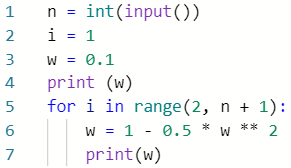 1 n = int(input())
2 i = 1
3 w = 0.1
4 print (w)
5 for i in range(2, n + 1):
6 w = 1 - 0.5 * w ** 2
7 print(w)